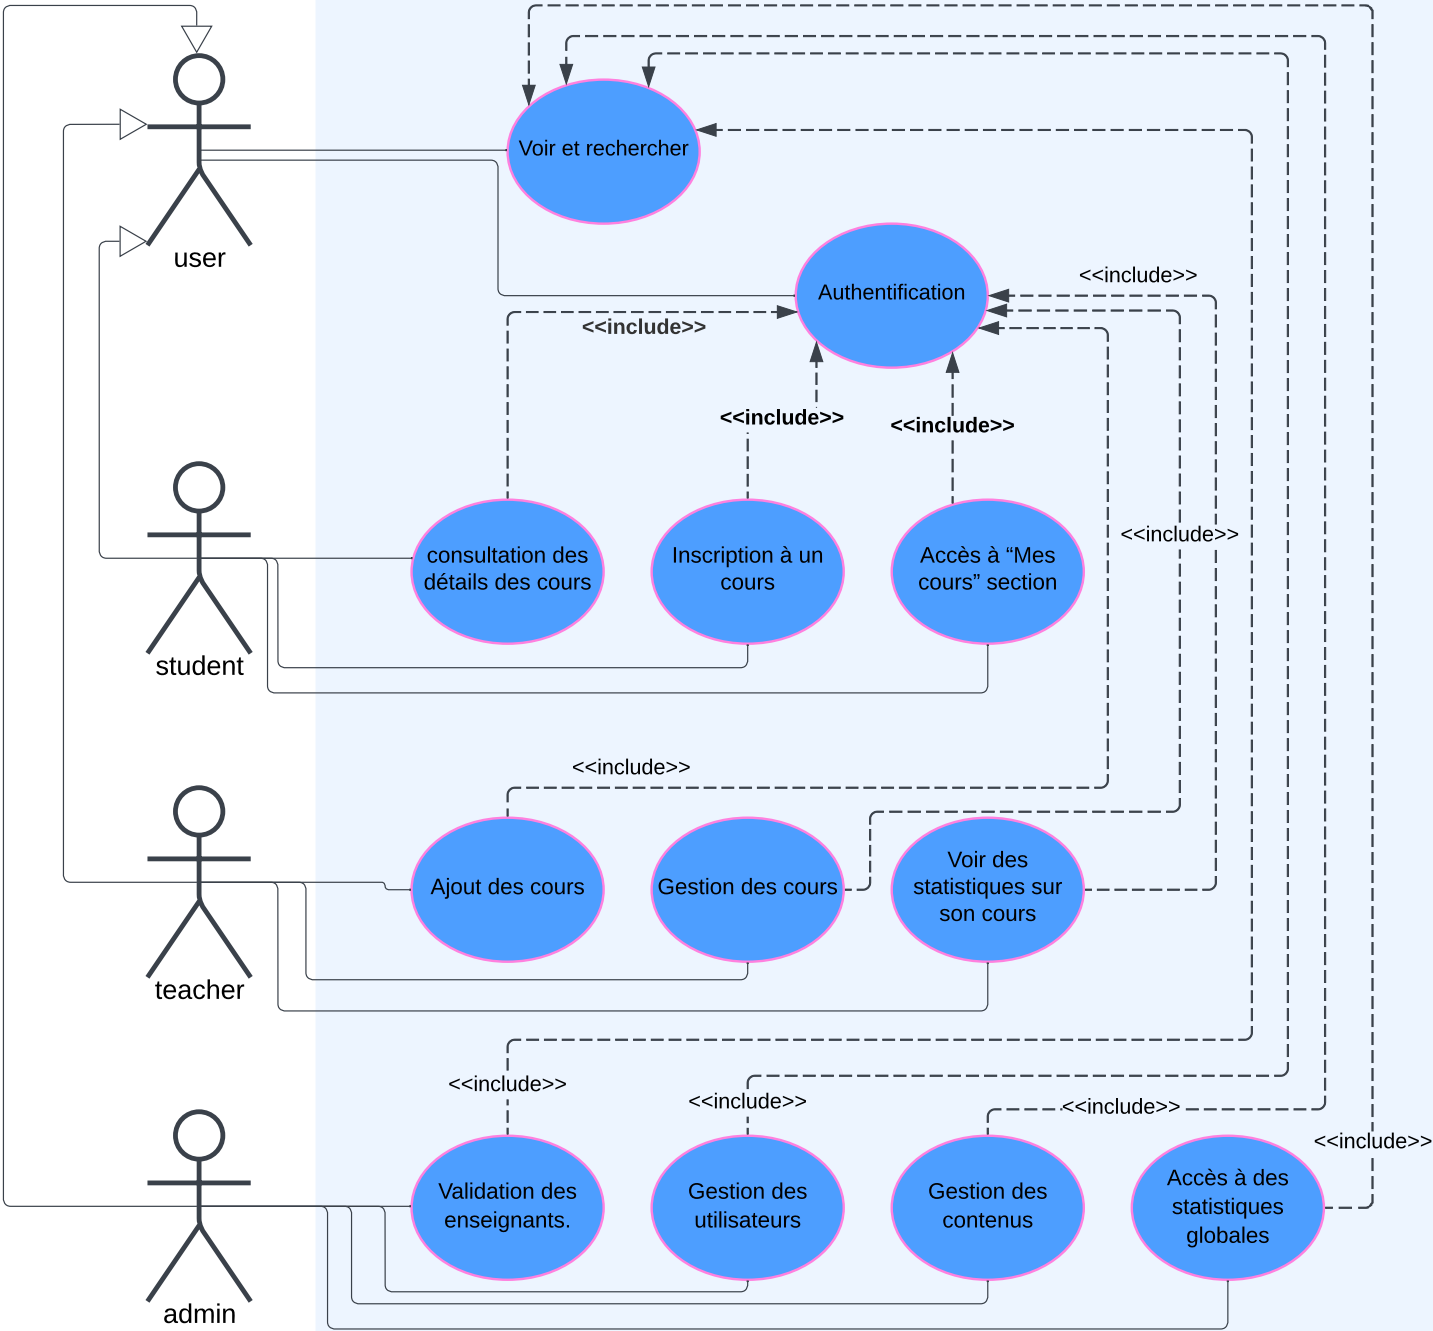 Voir et rechercher
user
<<include>>
Authentification
<<include>>
<<include>>
<<include>>
<<include>>
consultation des
détails des cours
Inscription à un
cours
Accès à “Mes
cours” section
student
<<include>>
Ajout des cours
Gestion des cours
Voir des
statistiques sur
son cours
teacher
<<include>>
<<include>>
<<include>>
<<include>>
Validation des
enseignants.
Gestion des
utilisateurs
Gestion des
contenus
Accès à des
statistiques
globales
admin